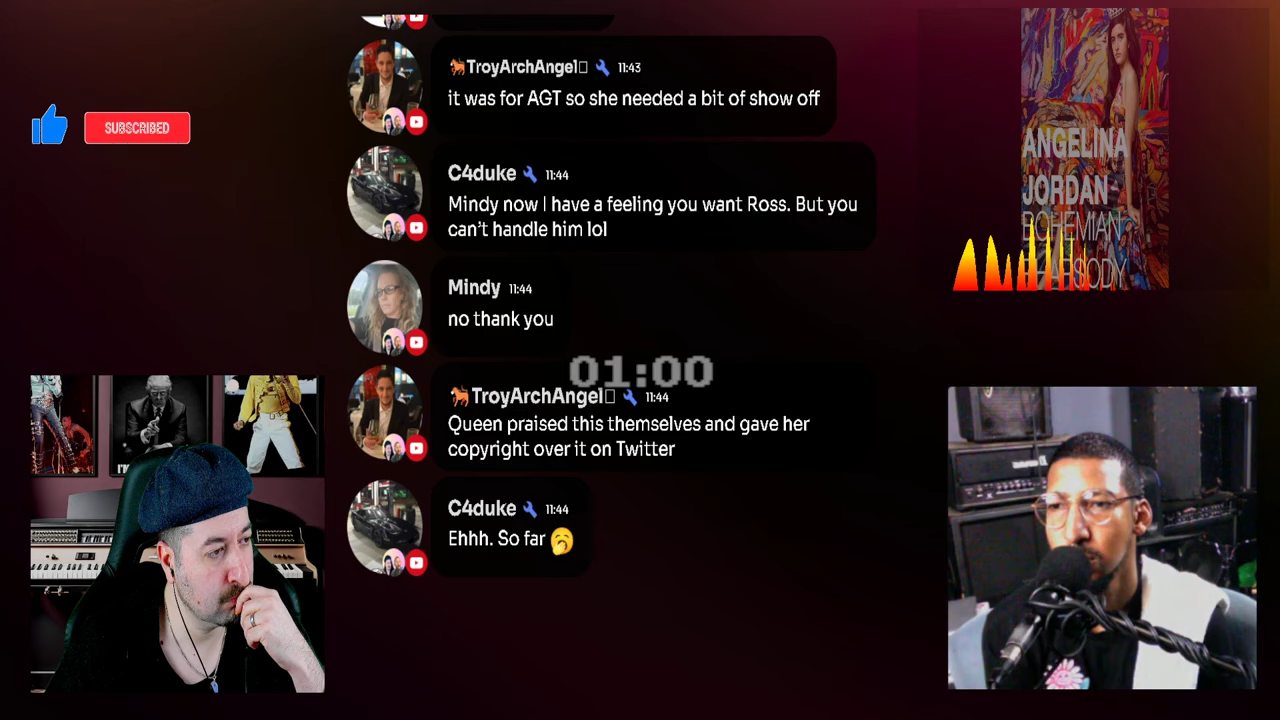 🐎TroyArchAngel▯ 🔧 11:43
it was for AGT so she needed a bit of show off
SUBSCRIBED
C4duke 🔧 11:44
Mindy now I have a feeling you want Ross. But you
can't handle him lol
Mindy 11:44
no thank you
01:00
🐎TroyArchAngel▯ 🔧 11:44
Queen praised this themselves and gave her
copyright over it on Twitter
C4duke 🔧 11:44
Ehhh. So far 🥱
ANGELINA
JORDAN
BOHEMIAN
RHAPSODY